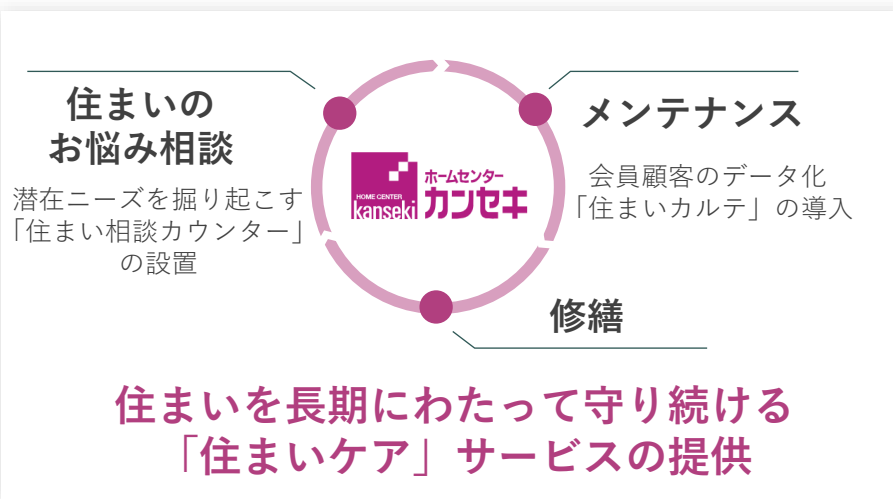 住まいの
お悩み相談
潜在ニーズを掘り起こす
「住まい相談カウンター」
の設置
メンテナンス
会員顧客のデータ化
「住まいカルテ」の導入
HOME CENTER
kanseki
ホームセンター
カンセキ
修繕
住まいを長期にわたって守り続ける
「住まいケア」サービスの提供